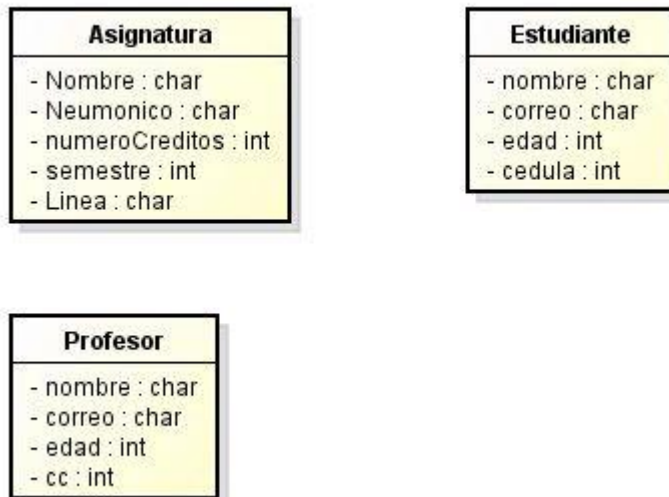 Asignatura
- Nombre : char
- Neumonico : char
- numeroCreditos : int
- semestre : int
- Linea : char
Estudiante
- nombre : char
- correo : char
- edad : int
- cedula : int
Profesor
- nombre : char
- correo : char
- edad : int
- cc : int